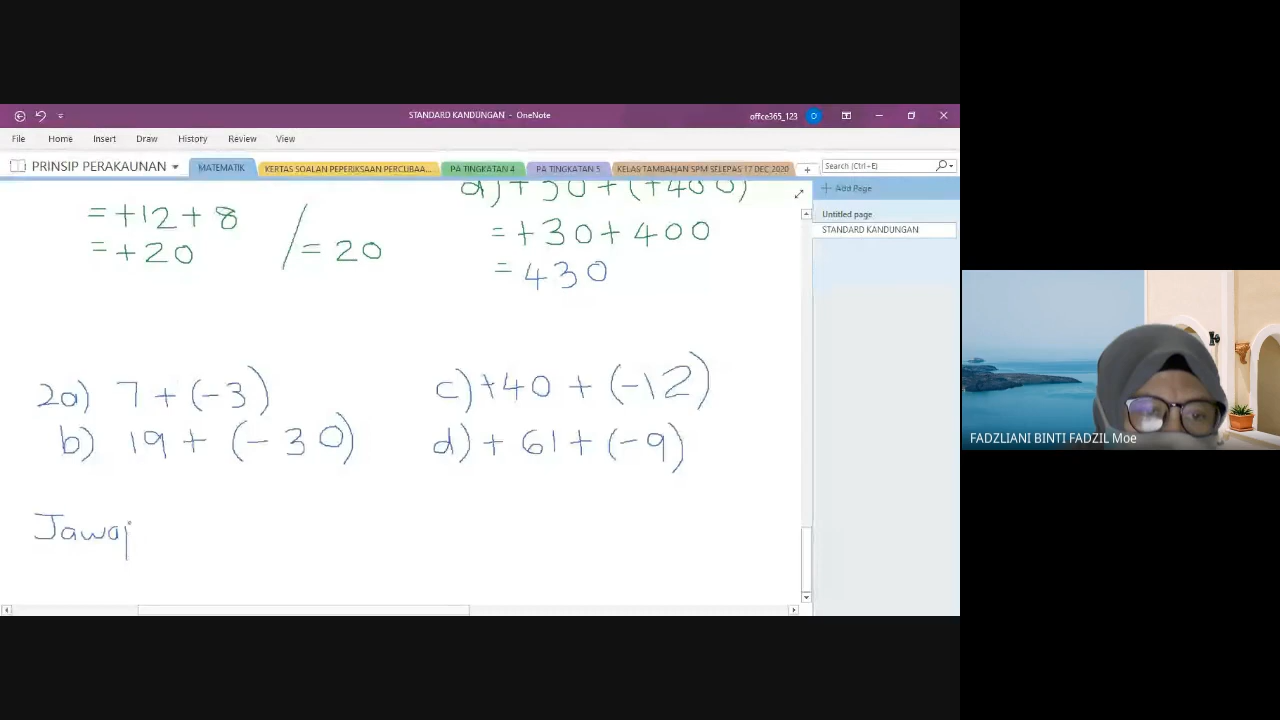 STANDARD KANDUNGAN - OneNote
offce365_123
File Home Insert Draw History Review View
PRINSIP PERAKAUNAN
MATEMATIK
KERTAS SOALAN PEPERIKSAAN PERCUBAA...
PA TINGKATAN 4
PA TINGKATAN 5
KELAS TAMBAHAN SPM SELEPAS 17 DEC 2020
Search (Ctrl+E)
Add Page
Untitled page
STANDARD KANDUNGAN
= +12 + 8
= +20 / = 20
d) + 30 + (+400)
= +30 + 400
= 430
2a) 7 + (-3)
b) 19 + (-30)
c) +40 + (-12)
d) + 61 + (-9)
Jawa
FADZLIANI BINTI FADZIL Moe